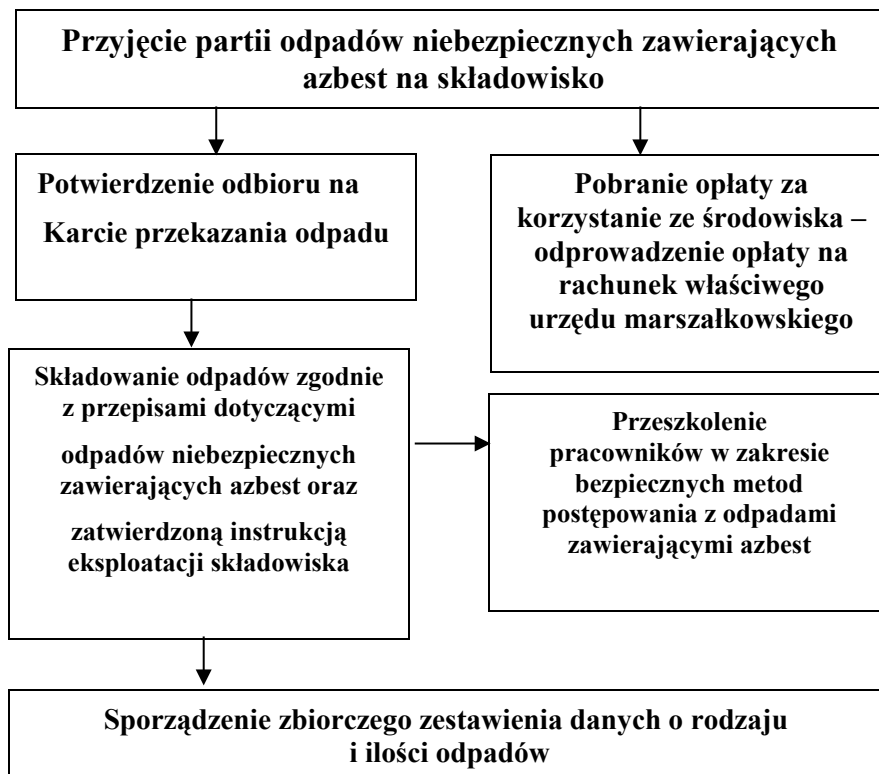 Przyjęcie partii odpadów niebezpiecznych zawierających
azbest na składowisko
Potwierdzenie odbioru na
Karcie przekazania odpadu
Pobranie opłaty za
korzystanie ze środowiska –
odprowadzenie opłaty na
rachunek właściwego
urzędu marszałkowskiego
Składowanie odpadów zgodnie
z przepisami dotyczącymi
odpadów niebezpiecznych
zawierających azbest oraz
zatwierdzoną instrukcją
eksploatacji składowiska
Przeszkolenie
pracowników w zakresie
bezpiecznych metod
postępowania z odpadami
zawierającymi azbest
Sporządzenie zbiorczego zestawienia danych o rodzaju
i ilości odpadów